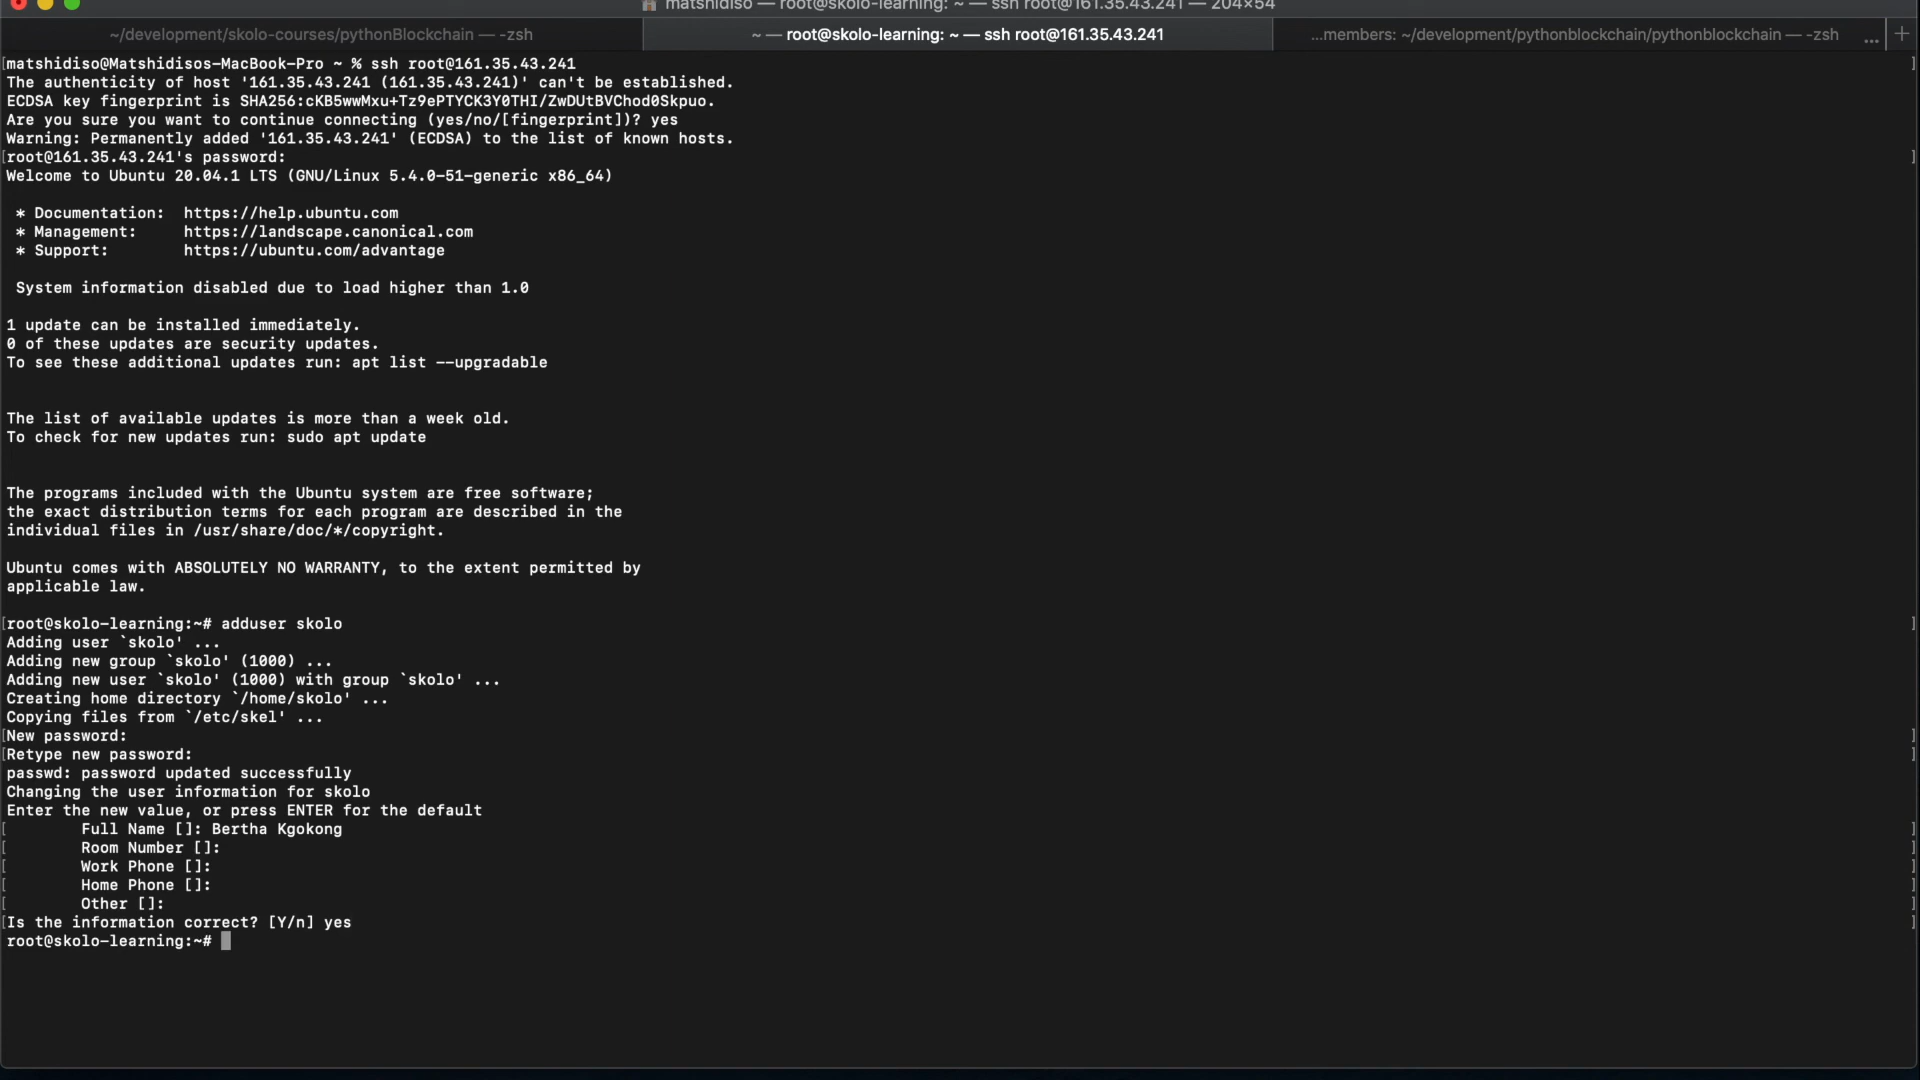 matshidiso — root@skolo-learning: ~ — ssh root@161.35.43.241 — 204×54
~/development/skolo-courses/pythonBlockchain — -zsh
~ — root@skolo-learning: ~ — ssh root@161.35.43.241
...members: ~/development/pythonblockchain/pythonblockchain — -zsh ... +
[matshidiso@Matshidisos-MacBook-Pro ~ % ssh root@161.35.43.241 ]
The authenticity of host '161.35.43.241 (161.35.43.241)' can't be established.
ECDSA key fingerprint is SHA256:cKB5wwMxu+Tz9ePTYCK3Y0THI/ZwDUtBVChod0Skpuo.
Are you sure you want to continue connecting (yes/no/[fingerprint])? yes
Warning: Permanently added '161.35.43.241' (ECDSA) to the list of known hosts.
[root@161.35.43.241's password: ]
Welcome to Ubuntu 20.04.1 LTS (GNU/Linux 5.4.0-51-generic x86_64)
* Documentation: https://help.ubuntu.com
* Management: https://landscape.canonical.com
* Support: https://ubuntu.com/advantage
System information disabled due to load higher than 1.0
1 update can be installed immediately.
0 of these updates are security updates.
To see these additional updates run: apt list --upgradable
The list of available updates is more than a week old.
To check for new updates run: sudo apt update
The programs included with the Ubuntu system are free software;
the exact distribution terms for each program are described in the
individual files in /usr/share/doc/*/copyright.
Ubuntu comes with ABSOLUTELY NO WARRANTY, to the extent permitted by
applicable law.
[root@skolo-learning:~# adduser skolo ]
Adding user `skolo' ...
Adding new group `skolo' (1000) ...
Adding new user `skolo' (1000) with group `skolo' ...
Creating home directory `/home/skolo' ...
Copying files from `/etc/skel' ...
[New password: ]
[Retype new password: ]
passwd: password updated successfully
Changing the user information for skolo
Enter the new value, or press ENTER for the default
[ Full Name []: Bertha Kgokong ]
[ Room Number []: ]
[ Work Phone []: ]
[ Home Phone []: ]
[ Other []: ]
[Is the information correct? [Y/n] yes ]
root@skolo-learning:~#